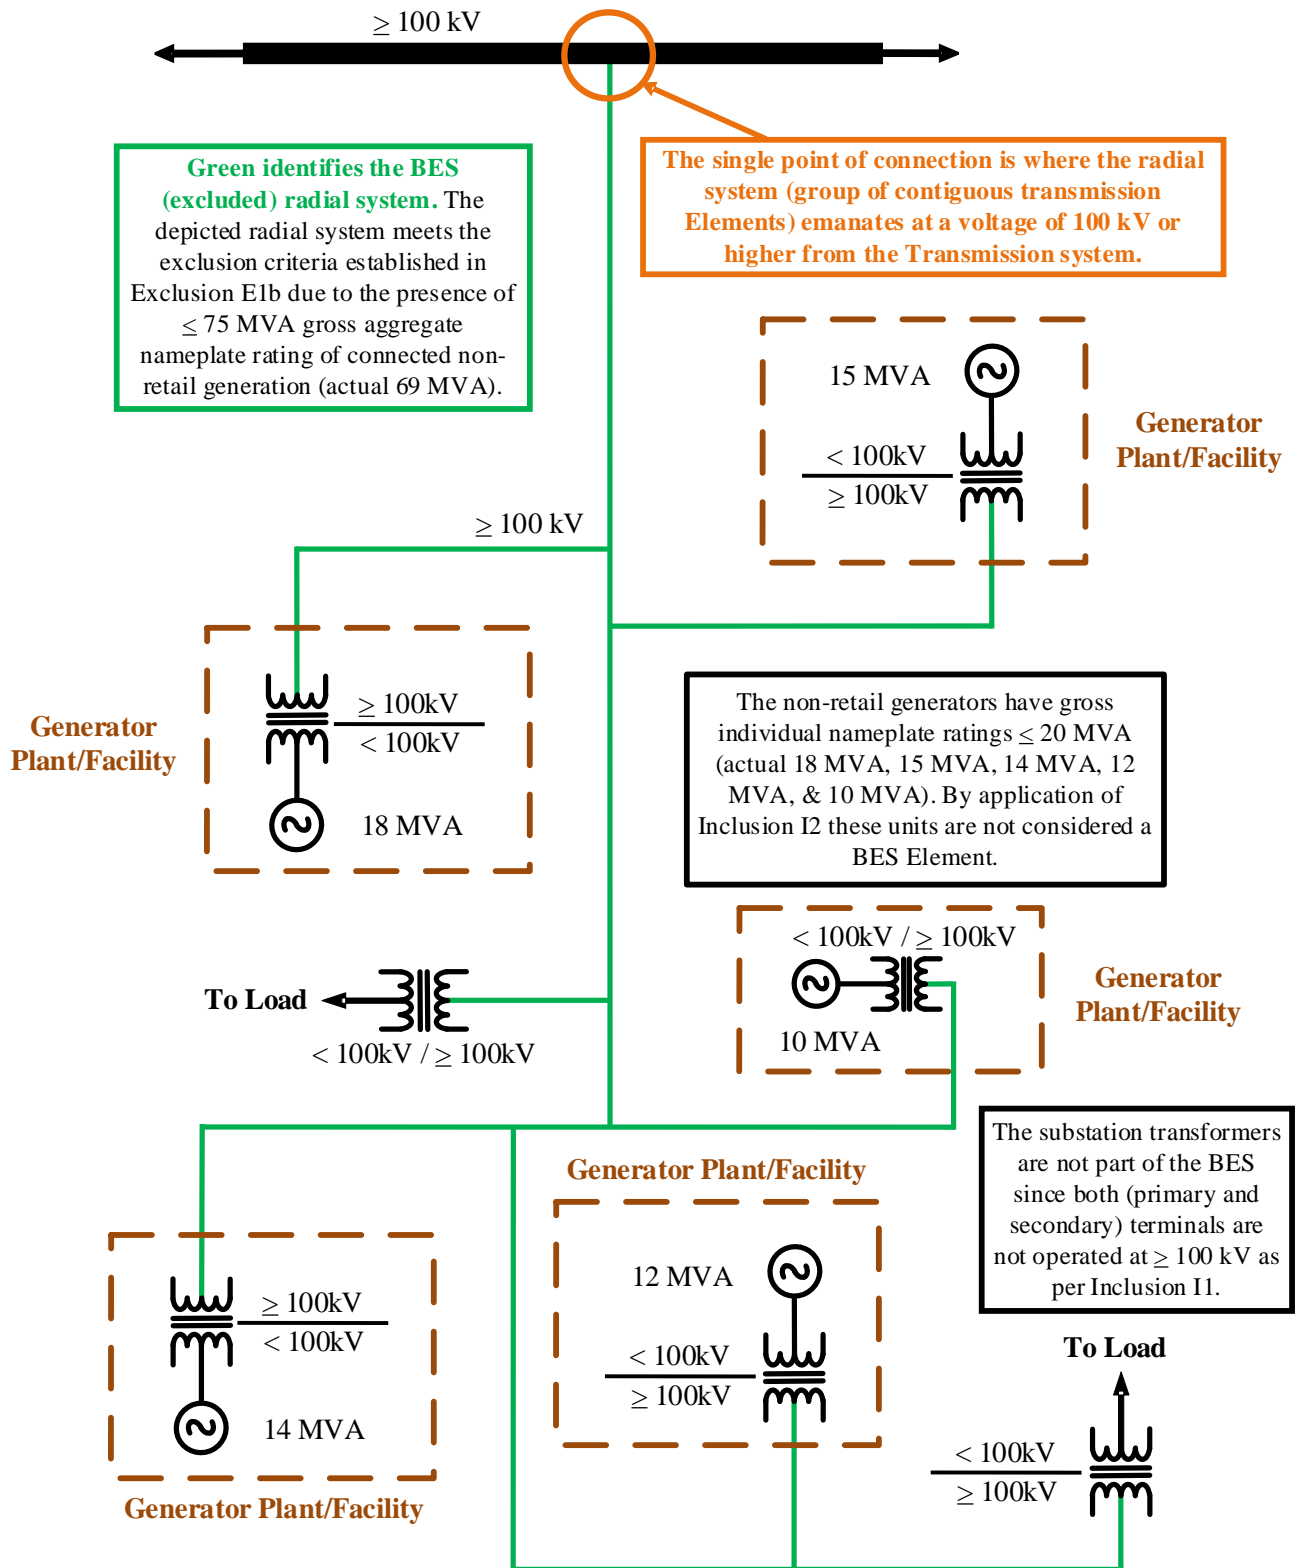 ≥ 100 kV
Green identifies the BES
(excluded) radial system. The
depicted radial system meets the
exclusion criteria established in
Exclusion E1b due to the presence of
≤ 75 MVA gross aggregate
nameplate rating of connected non-
retail generation (actual 69 MVA).
The single point of connection is where the radial
system (group of contiguous transmission
Elements) emanates at a voltage of 100 kV or
higher from the Transmission system.
15 MVA
< 100kV
≥ 100kV
Generator
Plant/Facility
≥ 100 kV
Generator
Plant/Facility
≥ 100kV
< 100kV
18 MVA
The non-retail generators have gross
individual nameplate ratings ≤ 20 MVA
(actual 18 MVA, 15 MVA, 14 MVA, 12
MVA, & 10 MVA). By application of
Inclusion I2 these units are not considered a
BES Element.
< 100kV / ≥ 100kV
10 MVA
Generator
Plant/Facility
To Load
< 100kV / ≥ 100kV
The substation transformers
are not part of the BES
since both (primary and
secondary) terminals are
not operated at ≥ 100 kV as
per Inclusion I1.
Generator Plant/Facility
12 MVA
< 100kV
≥ 100kV
≥ 100kV
< 100kV
14 MVA
Generator Plant/Facility
To Load
< 100kV
≥ 100kV